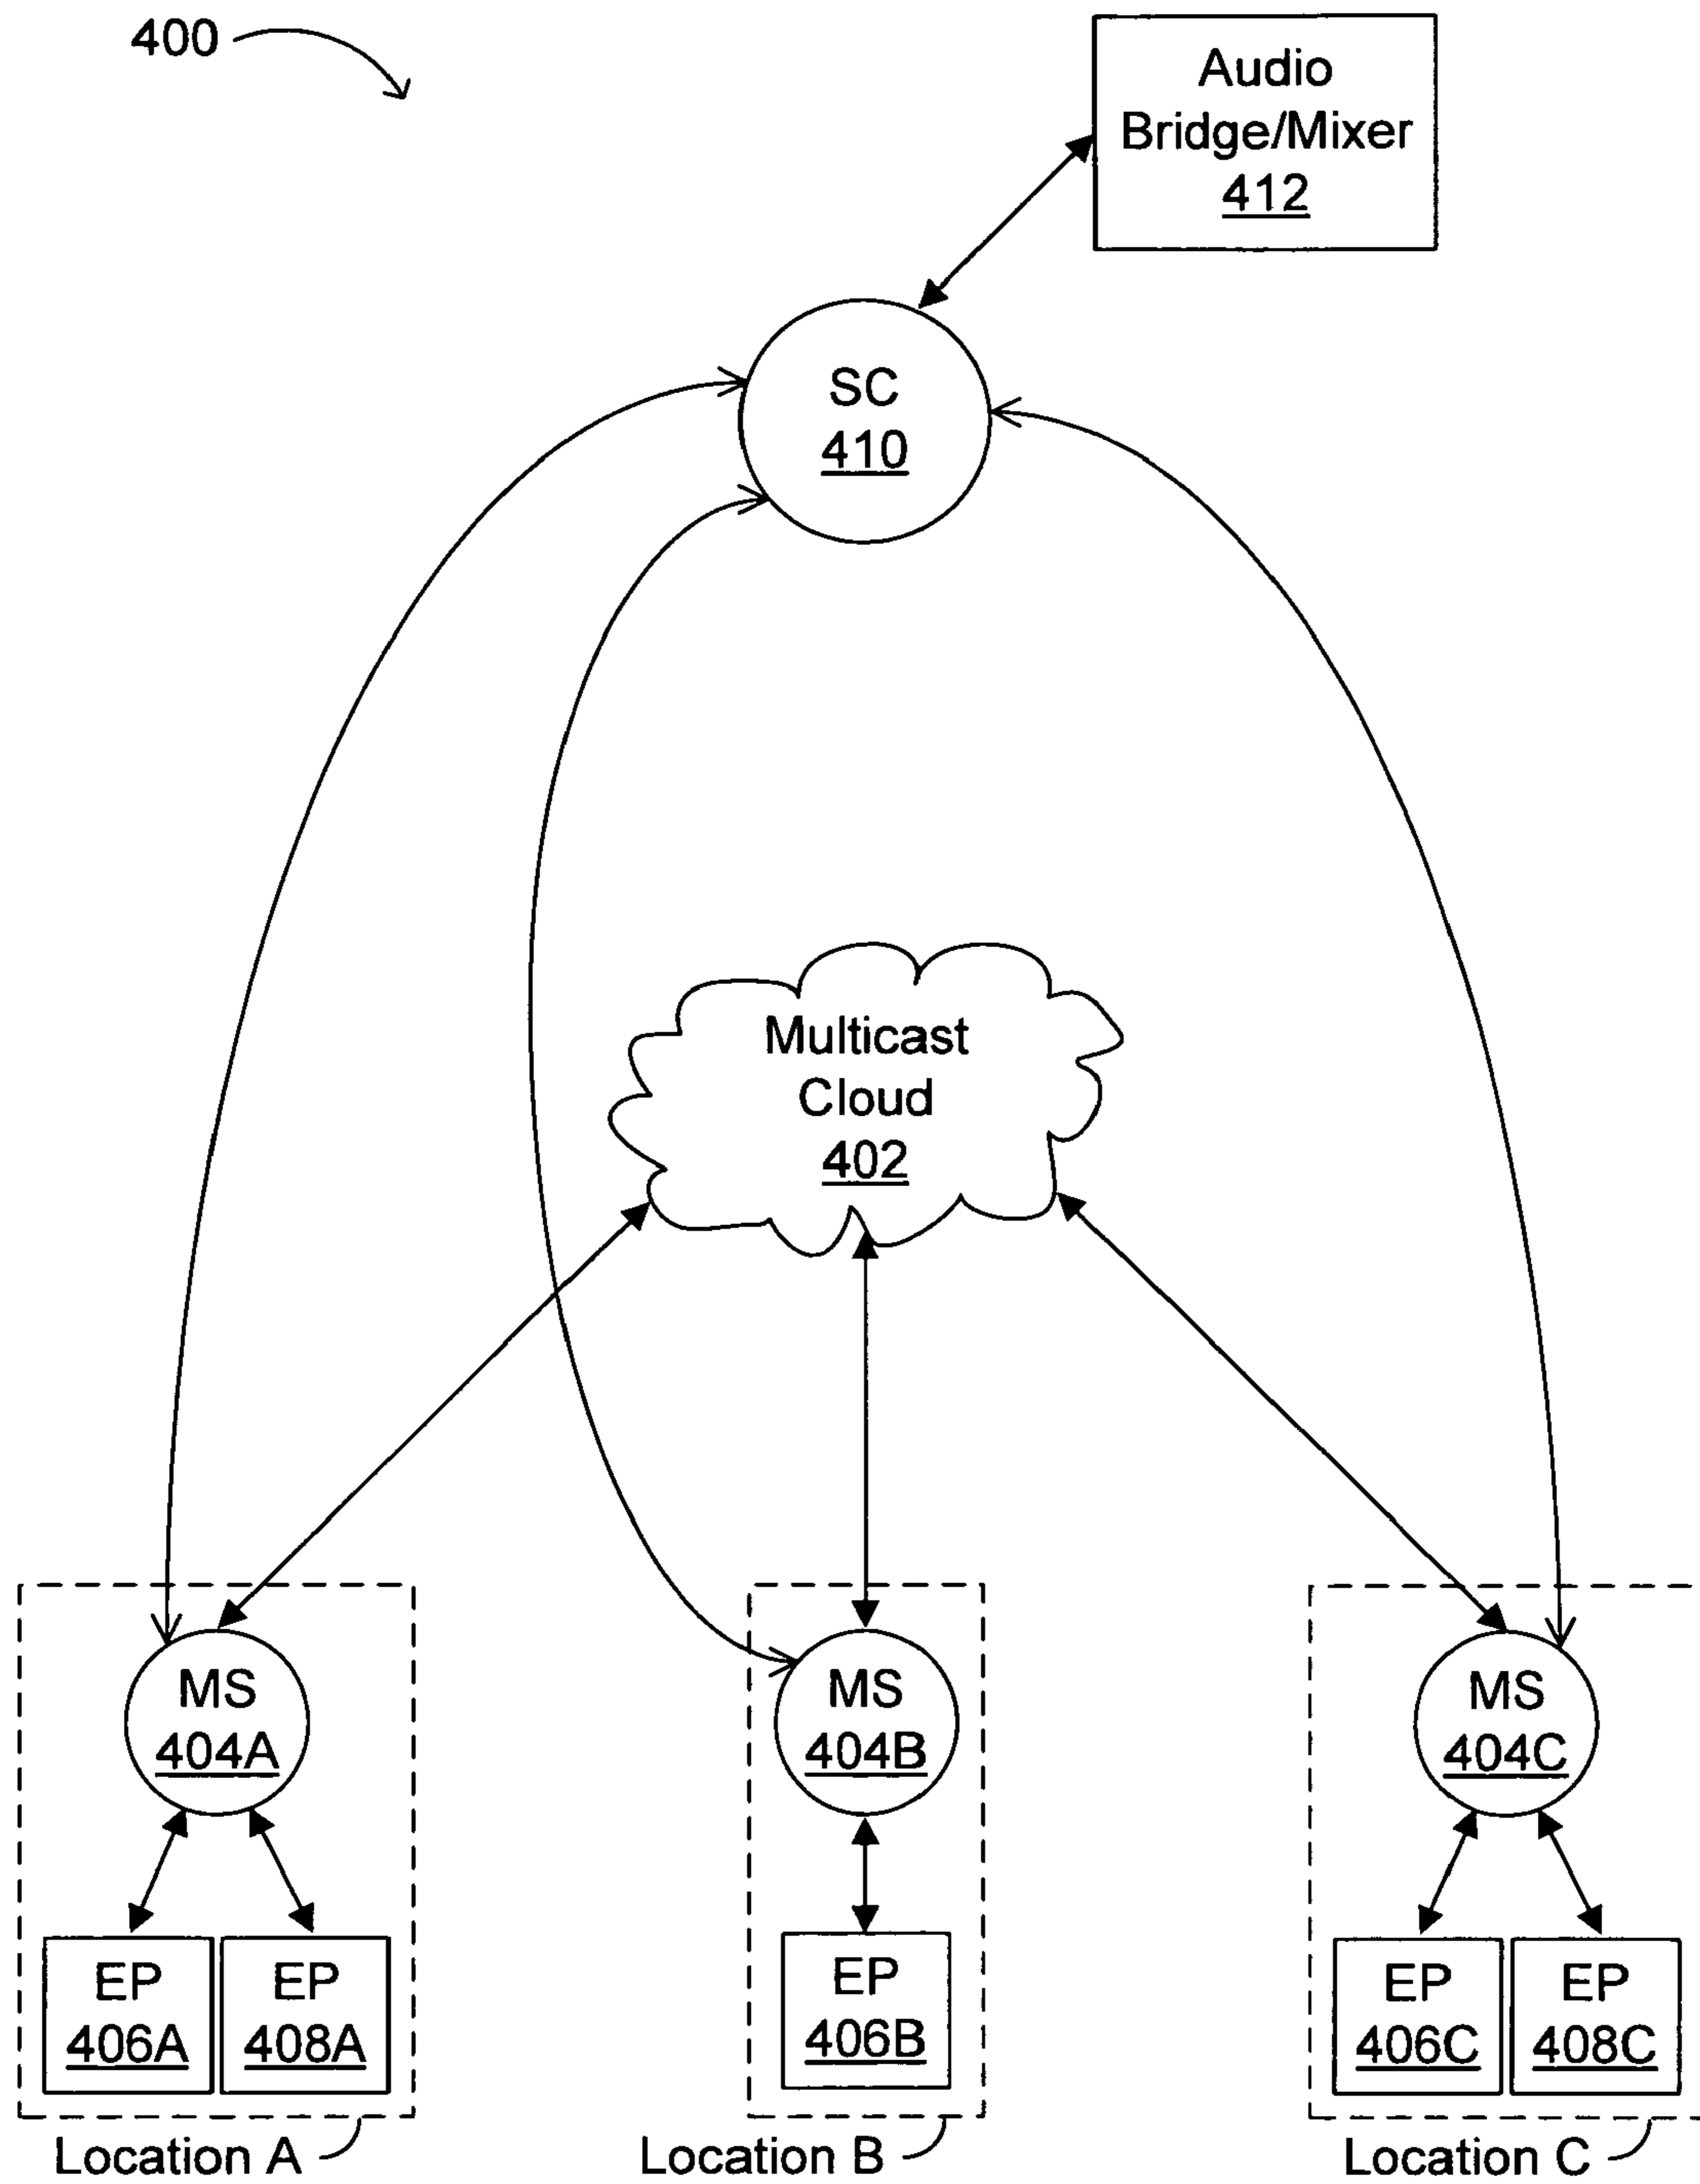 400
Audio
Bridge/Mixer
412
SC
410
Multicast
Cloud
402
MS
404A
MS
404B
MS
404C
EP
406A
EP
408A
EP
406B
EP
406C
EP
408C
Location A
Location B
Location C